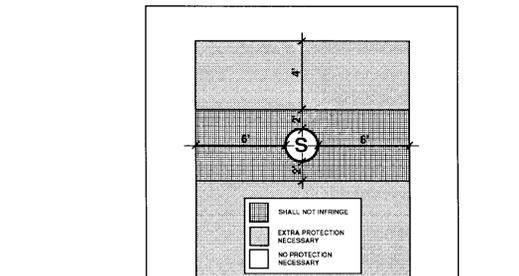 4'
2'
6' S 6'
2'
SHALL NOT INFRINGE
EXTRA PROTECTION
NECESSARY
NO PROTECTION
NECESSARY